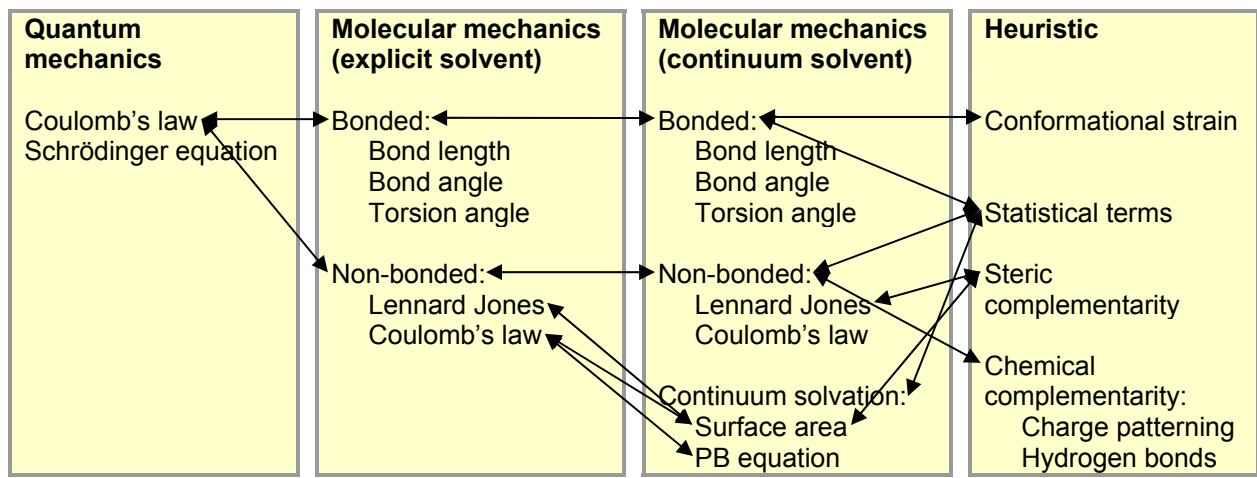 Quantum
mechanics
Coulomb's law
Schrödinger equation
Molecular mechanics
(explicit solvent)
Bonded:
Bond length
Bond angle
Torsion angle
Non-bonded:
Lennard Jones
Coulomb's law
Molecular mechanics
(continuum solvent)
Bonded:
Bond length
Bond angle
Torsion angle
Non-bonded:
Lennard Jones
Coulomb's law
Continuum solvation:
Surface area
PB equation
Heuristic
Conformational strain
Statistical terms
Steric
complementarity
Chemical
complementarity:
Charge patterning
Hydrogen bonds